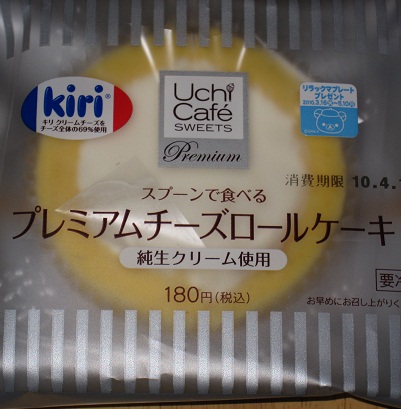 kiri
キリ クリームチーズを
チーズ全体の69%使用
Uchi
Café
SWEETS
Premium
リラックマプレート
プレゼント
スプーンで食べる
消費期限 10.4.1
プレミアムチーズロールケーキ
純生クリーム使用
180円(税込)
要冷
お早めにお召し上がりく